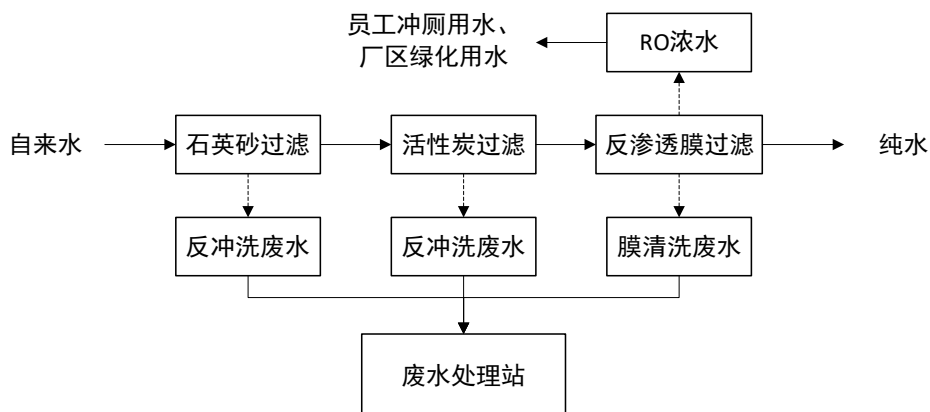 员工冲厕用水、
厂区绿化用水
RO浓水
自来水
石英砂过滤
活性炭过滤
反渗透膜过滤
纯水
反冲洗废水
反冲洗废水
膜清洗废水
废水处理站